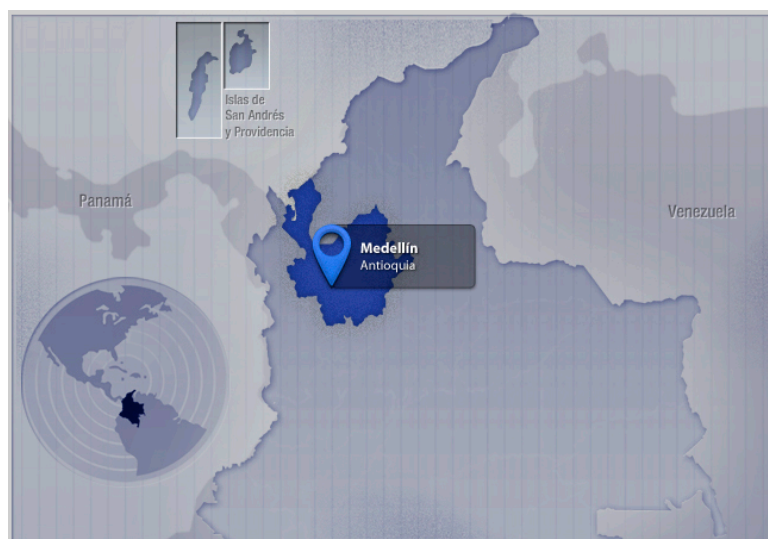 Islas de
San Andrés
y Providencia
Panamá
Venezuela
Medellín
Antioquia